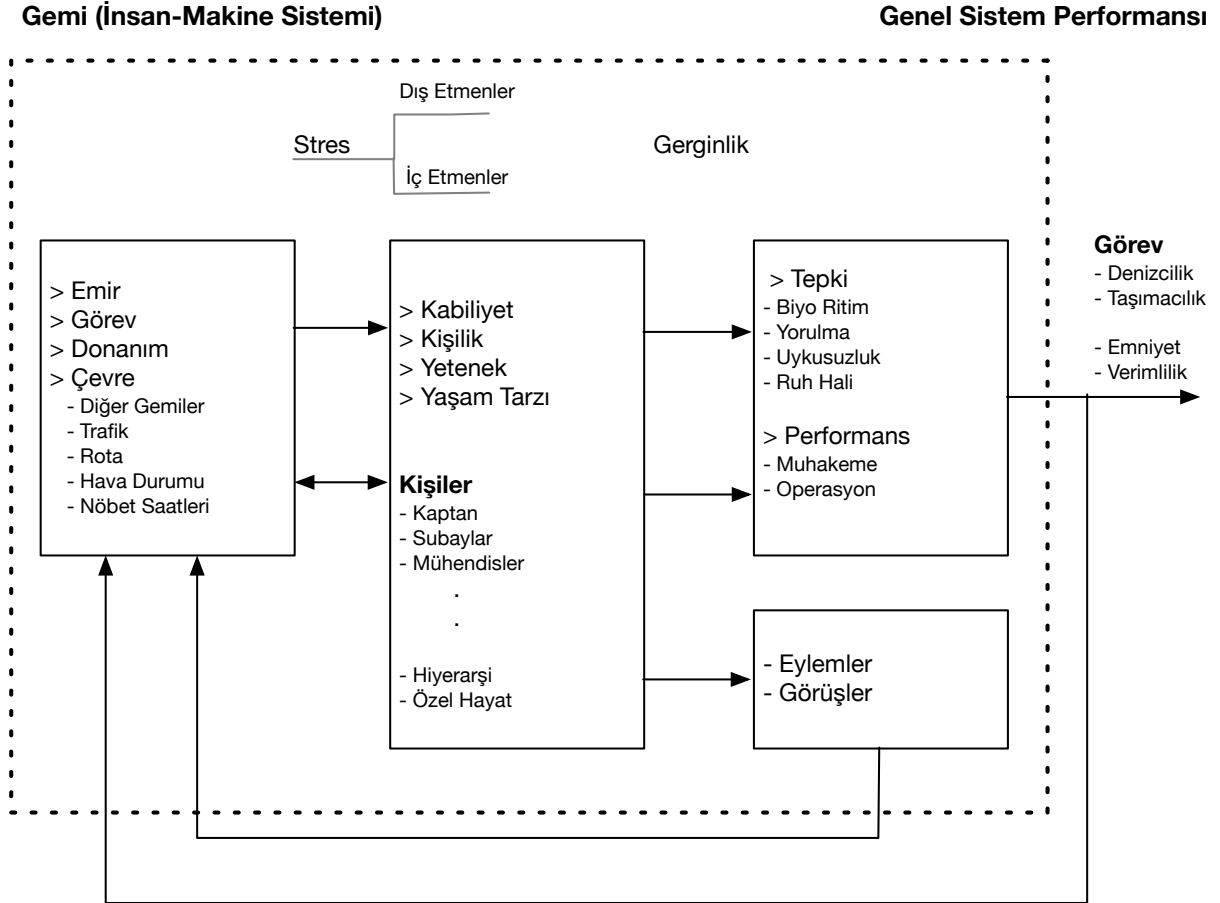 Gemi (İnsan-Makine Sistemi)
Genel Sistem Performansı
Dış Etmenler
Stres
Gerginlik
İç Etmenler
> Emir
> Görev
> Donanım
> Çevre
- Diğer Gemiler
- Trafik
- Rota
- Hava Durumu
- Nöbet Saatleri
> Kabiliyet
> Kişilik
> Yetenek
> Yaşam Tarzı
Kişiler
- Kaptan
- Subaylar
- Mühendisler
.
.
- Hiyerarşi
- Özel Hayat
> Tepki
- Biyo Ritim
- Yorulma
- Uykusuzluk
- Ruh Hali
> Performans
- Muhakeme
- Operasyon
- Eylemler
- Görüşler
Görev
- Denizcilik
- Taşımacılık
- Emniyet
- Verimlilik